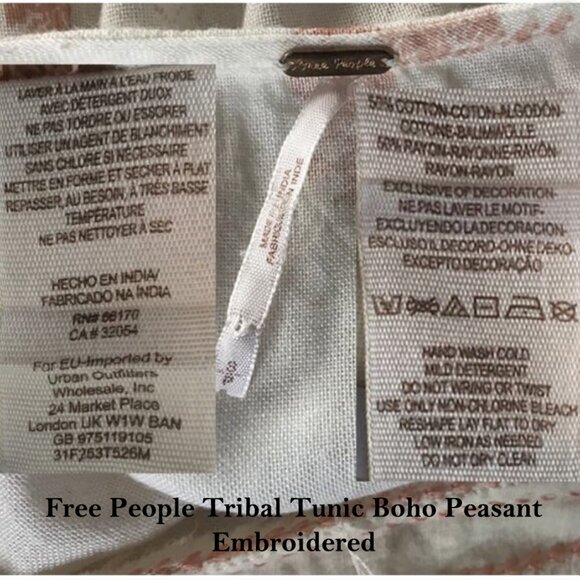 free people
LAVER À LA MAIN À L'EAU FROIDE
AVEC DÉTERGENT DUOX
NE PAS TORDRE OU ESSORER
UTILISER UN AGENT DE BLANCHIMENT
SANS CHLORE SI NÉCESSAIRE
METTRE EN FORME ET SÉCHER À PLAT
REPASSER, AU BESOIN, À TRÈS BASSE
TEMPÉRATURE
NE PAS NETTOYER À SEC
HECHO EN INDIA/
FABRICADO NA ÍNDIA
RN# 66170
CA# 32054
For EU-Imported by
Urban Outfitters
Wholesale, Inc
24 Market Place
London UK W1W 8AN
GB 975119105
31F753T526M
MADE IN INDIA
FABRIQUÉ EN INDE
50% COTTON-COTON-ALGODÓN-
COTONE-BAUMWOLLE
50% RAYON-RAYONNE-RAYÓN-
RAYON-RAYON
EXCLUSIVE OF DECORATION-
NE PAS LAVER LE MOTIF-
EXCLUYENDO LA DECORACIÓN-
ESCLUSO IL DECORO-OHNE DEKO-
EXCEPTO DECORAÇÃO
HAND WASH COLD
MILD DETERGENT
DO NOT WRING OR TWIST
USE ONLY NON-CHLORINE BLEACH
RESHAPE LAY FLAT TO DRY
LOW IRON AS NEEDED
DO NOT DRY CLEAN
Free People Tribal Tunic Boho Peasant
Embroidered